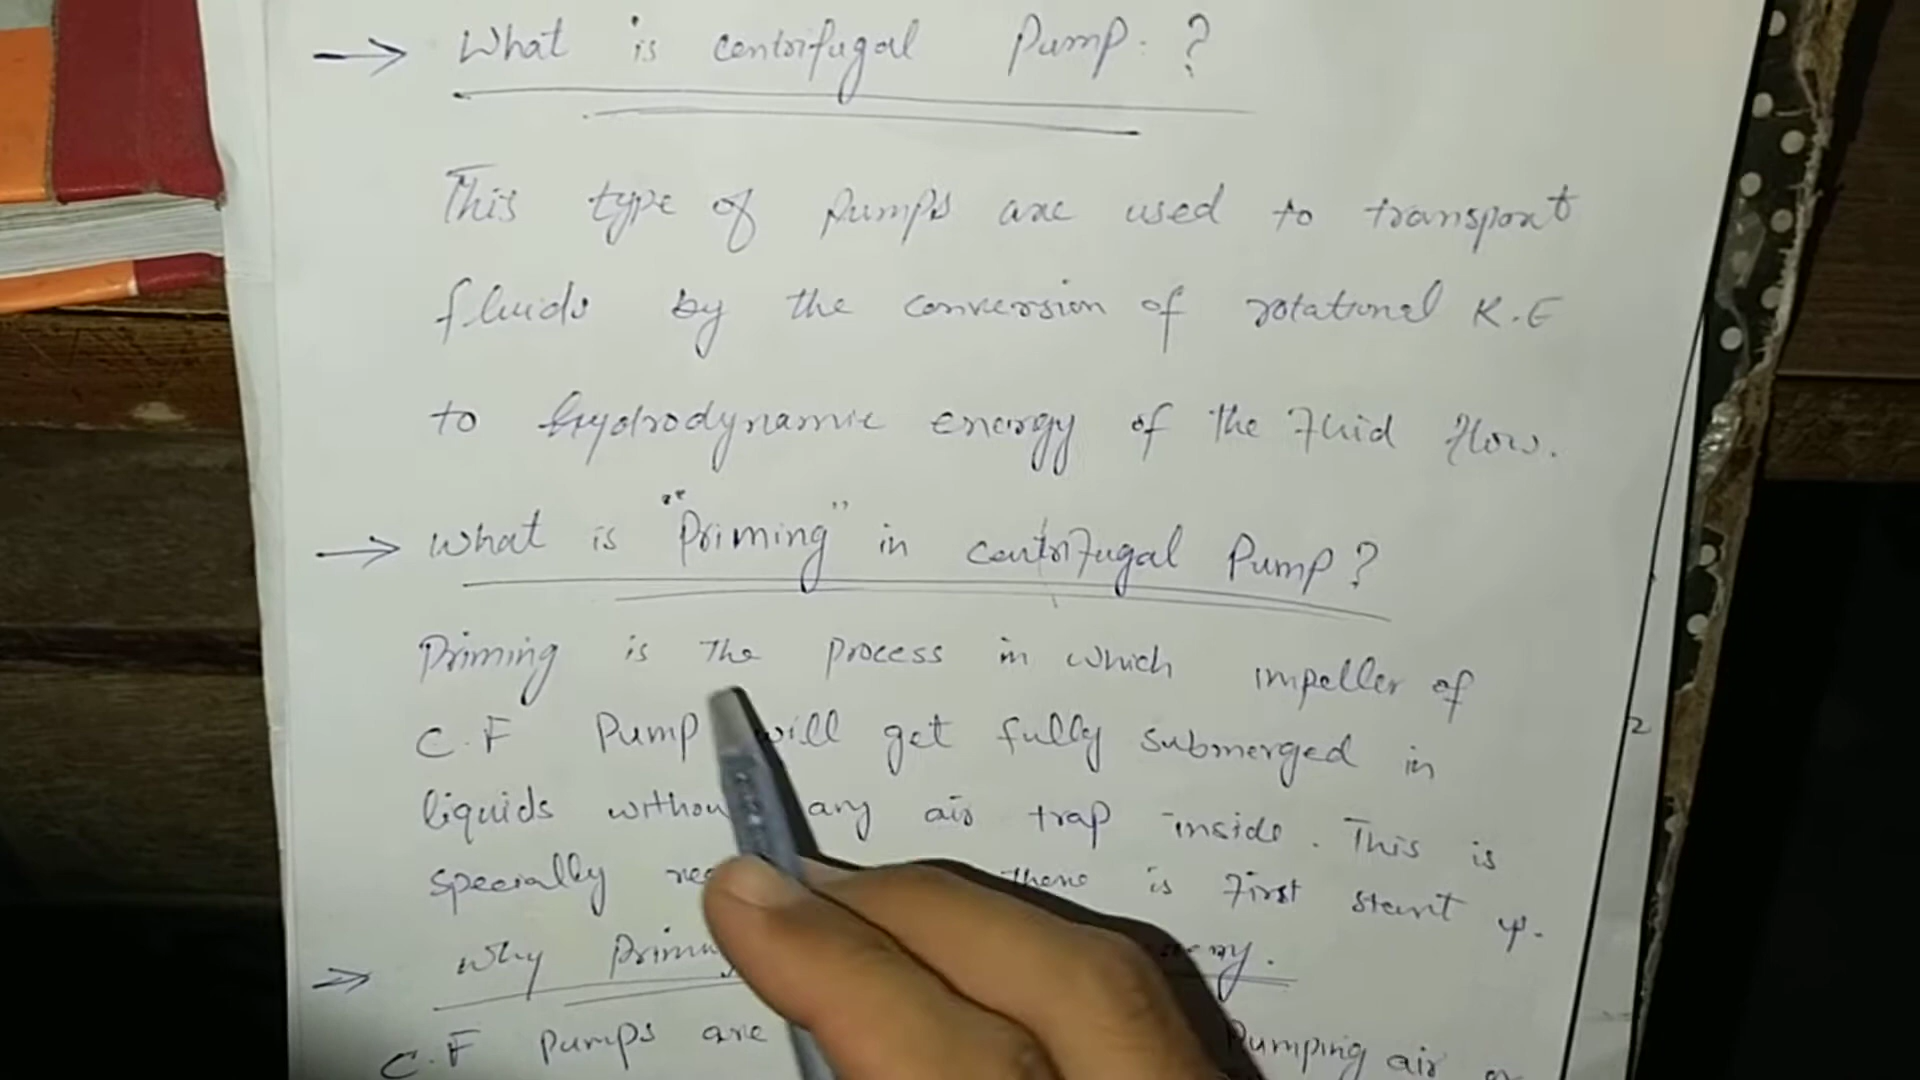 What is centrifugal Pump.?
This type of Pumps are used to transport
fluids by the conversion of rotational K.E
to hydrodynamic energy of the Fluid flow.
What is "Priming" in centrifugal Pump?
Priming is the process in which impeller of
C.F Pump will get fully submerged in
liquids without any air trap inside. This is
specially there is first start up.
Why
C.F Pumps are Pumping air
2